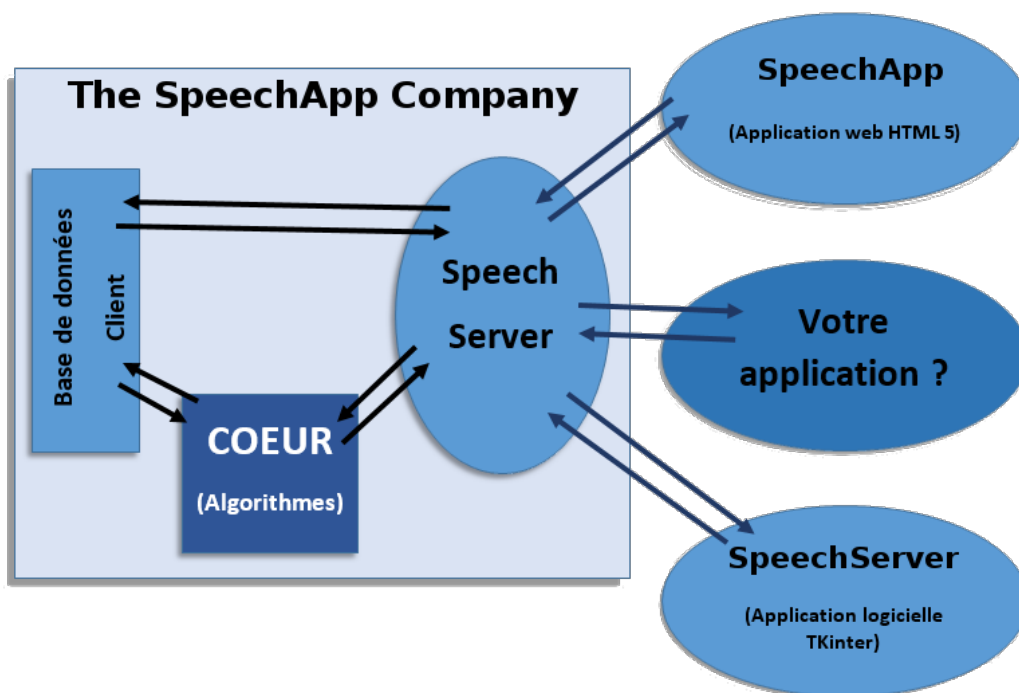 The SpeechApp Company
Base de données
Client
COEUR
(Algorithmes)
Speech
Server
SpeechApp
(Application web HTML 5)
Votre
application ?
SpeechServer
(Application logicielle
TKinter)